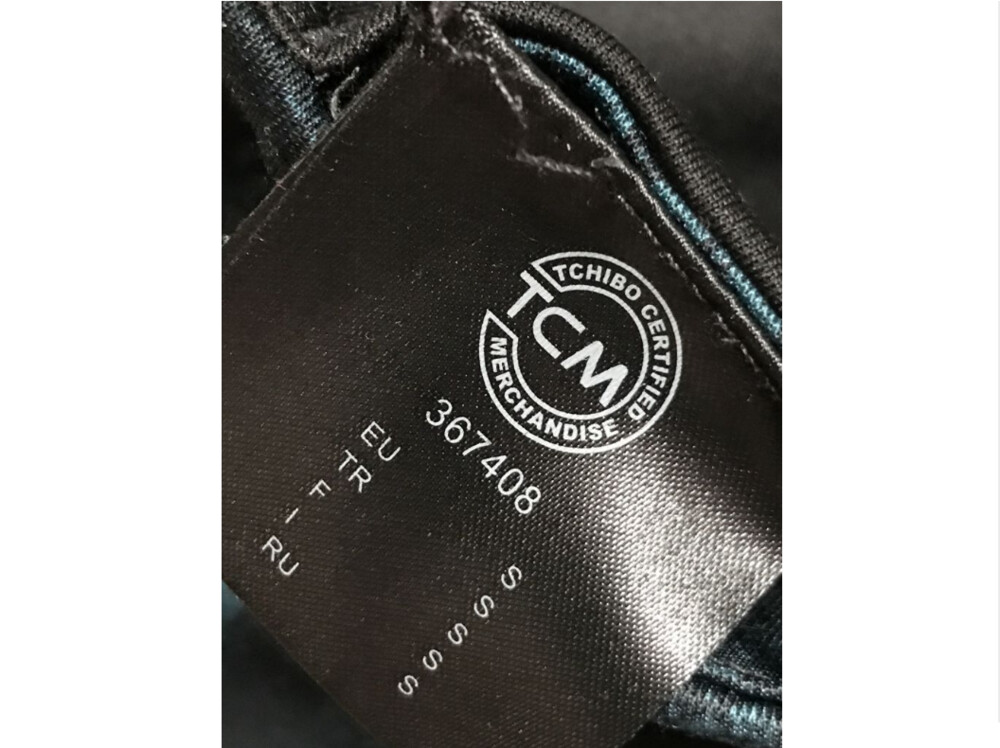 TCHIBO CERTIFIED
TCM
MERCHANDISE
367408
EU S
TR S
F S
I S
RU S